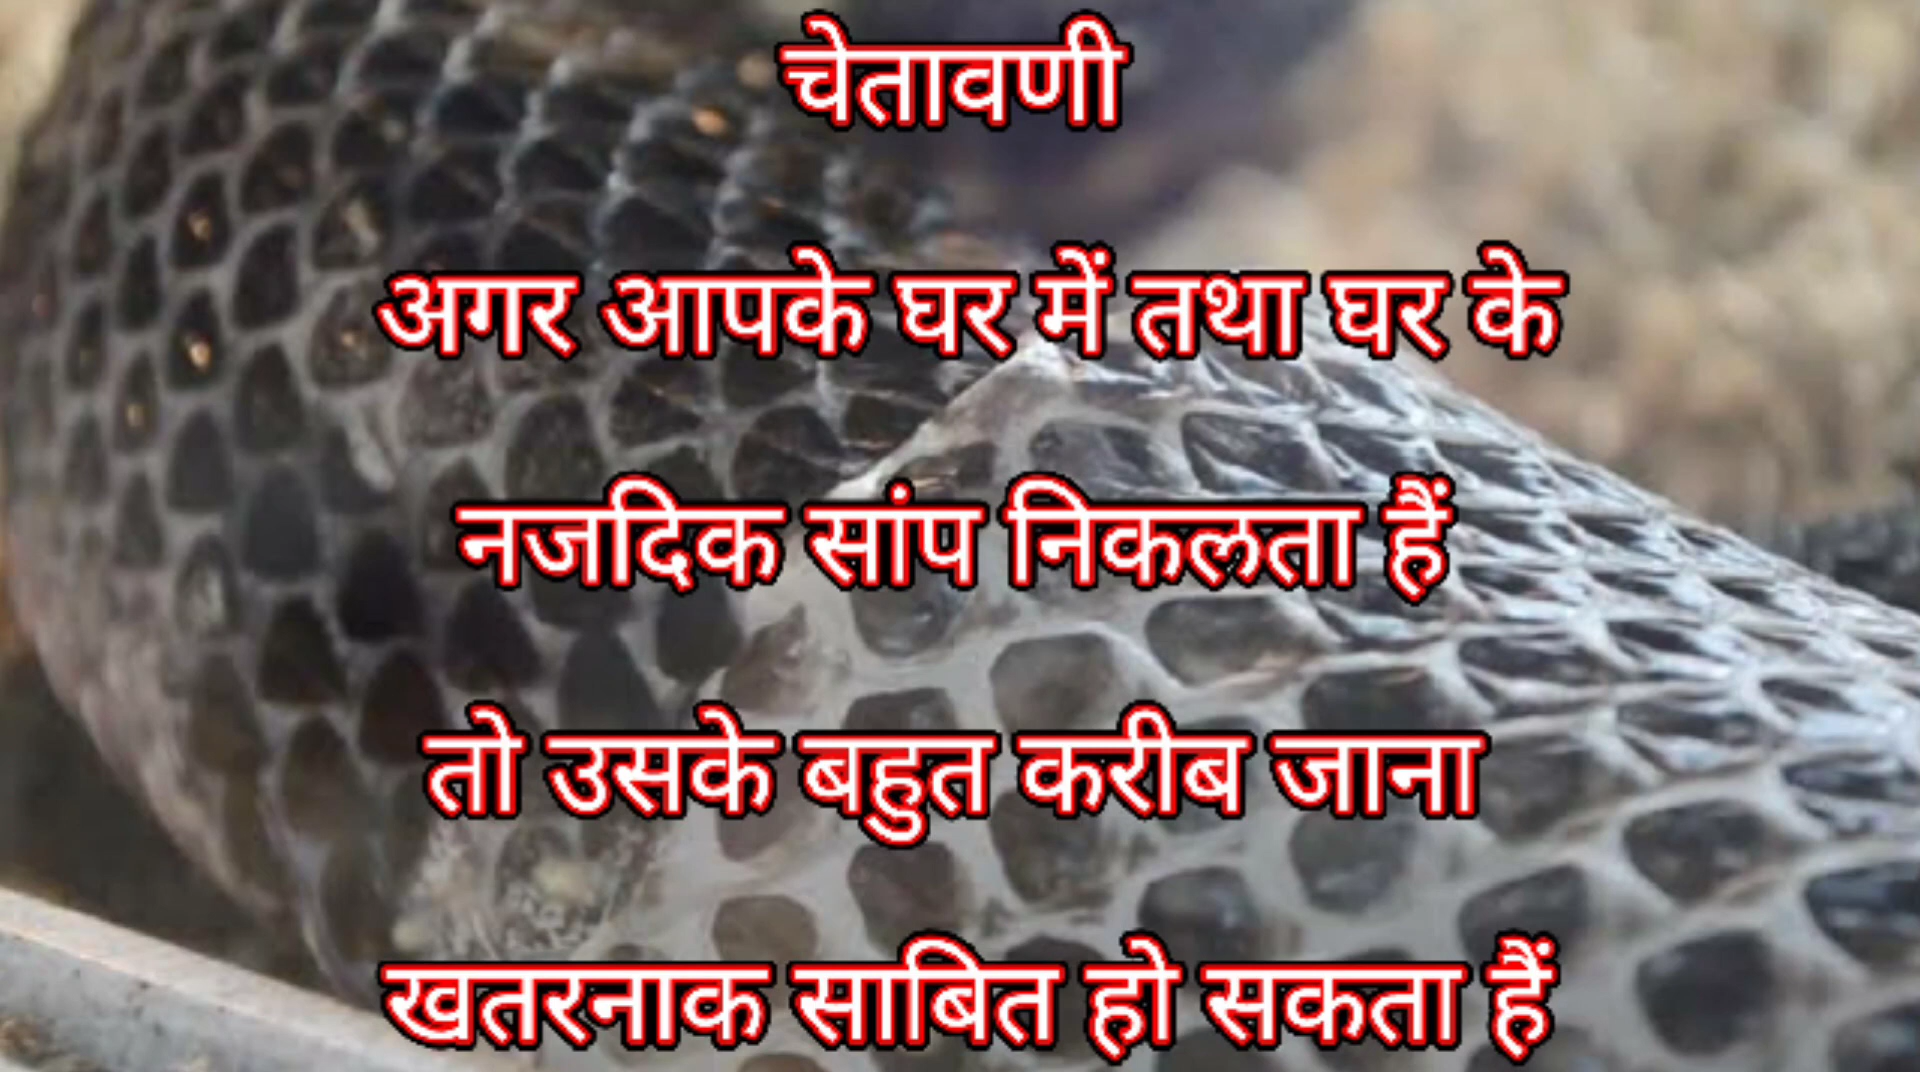 चेतावणी
अगर आपके घर में तथा घर के
नजदिक सांप निकलता हैं
तो उसके बहुत करीब जाना
खतरनाक साबित हो सकता हैं